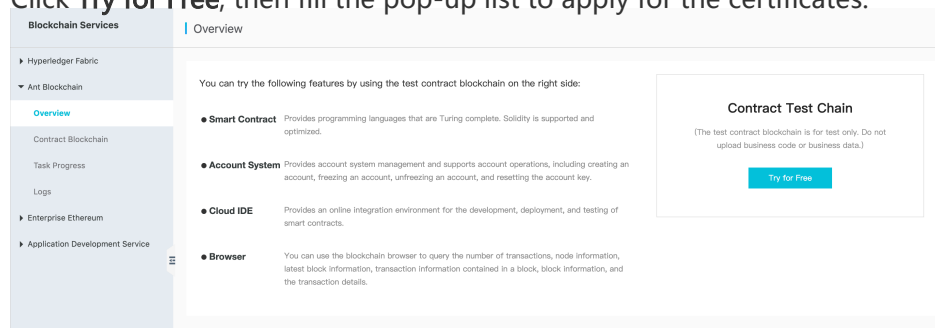 Click Try for Free, then fill the pop-up list to apply for the certificates.
Blockchain Services
Overview
Hyperledger Fabric
Ant Blockchain
Overview
Contract Blockchain
Task Progress
Logs
Enterprise Ethereum
Application Development Service
You can try the following features by using the test contract blockchain on the right side:
● Smart Contract Provides programming languages that are Turing complete. Solidity is supported and
optimized.
● Account System Provides account system management and supports account operations, including creating an
account, freezing an account, unfreezing an account, and resetting the account key.
● Cloud IDE Provides an online integration environment for the development, deployment, and testing of
smart contracts.
● Browser You can use the blockchain browser to query the number of transactions, node information,
latest block information, transaction information contained in a block, block information, and
the transaction details.
Contract Test Chain
(The test contract blockchain is for test only. Do not
upload business code or business data.)
Try for Free